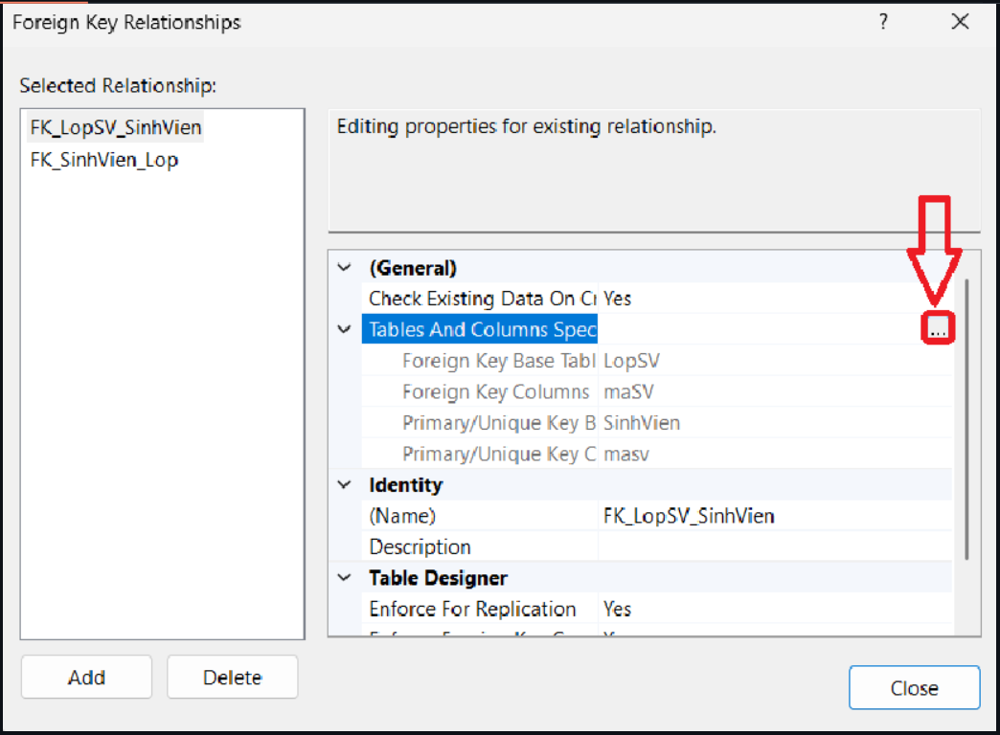 Foreign Key Relationships
?
Selected Relationship:
FK_LopSV_SinhVien
FK_SinhVien_Lop
Editing properties for existing relationship.
(General)
Check Existing Data On Cr Yes
Tables And Columns Spec ...
Foreign Key Base Tabl LopSV
Foreign Key Columns maSV
Primary/Unique Key B SinhVien
Primary/Unique Key C masv
Identity
(Name) FK_LopSV_SinhVien
Description
Table Designer
Enforce For Replication Yes
Add
Delete
Close